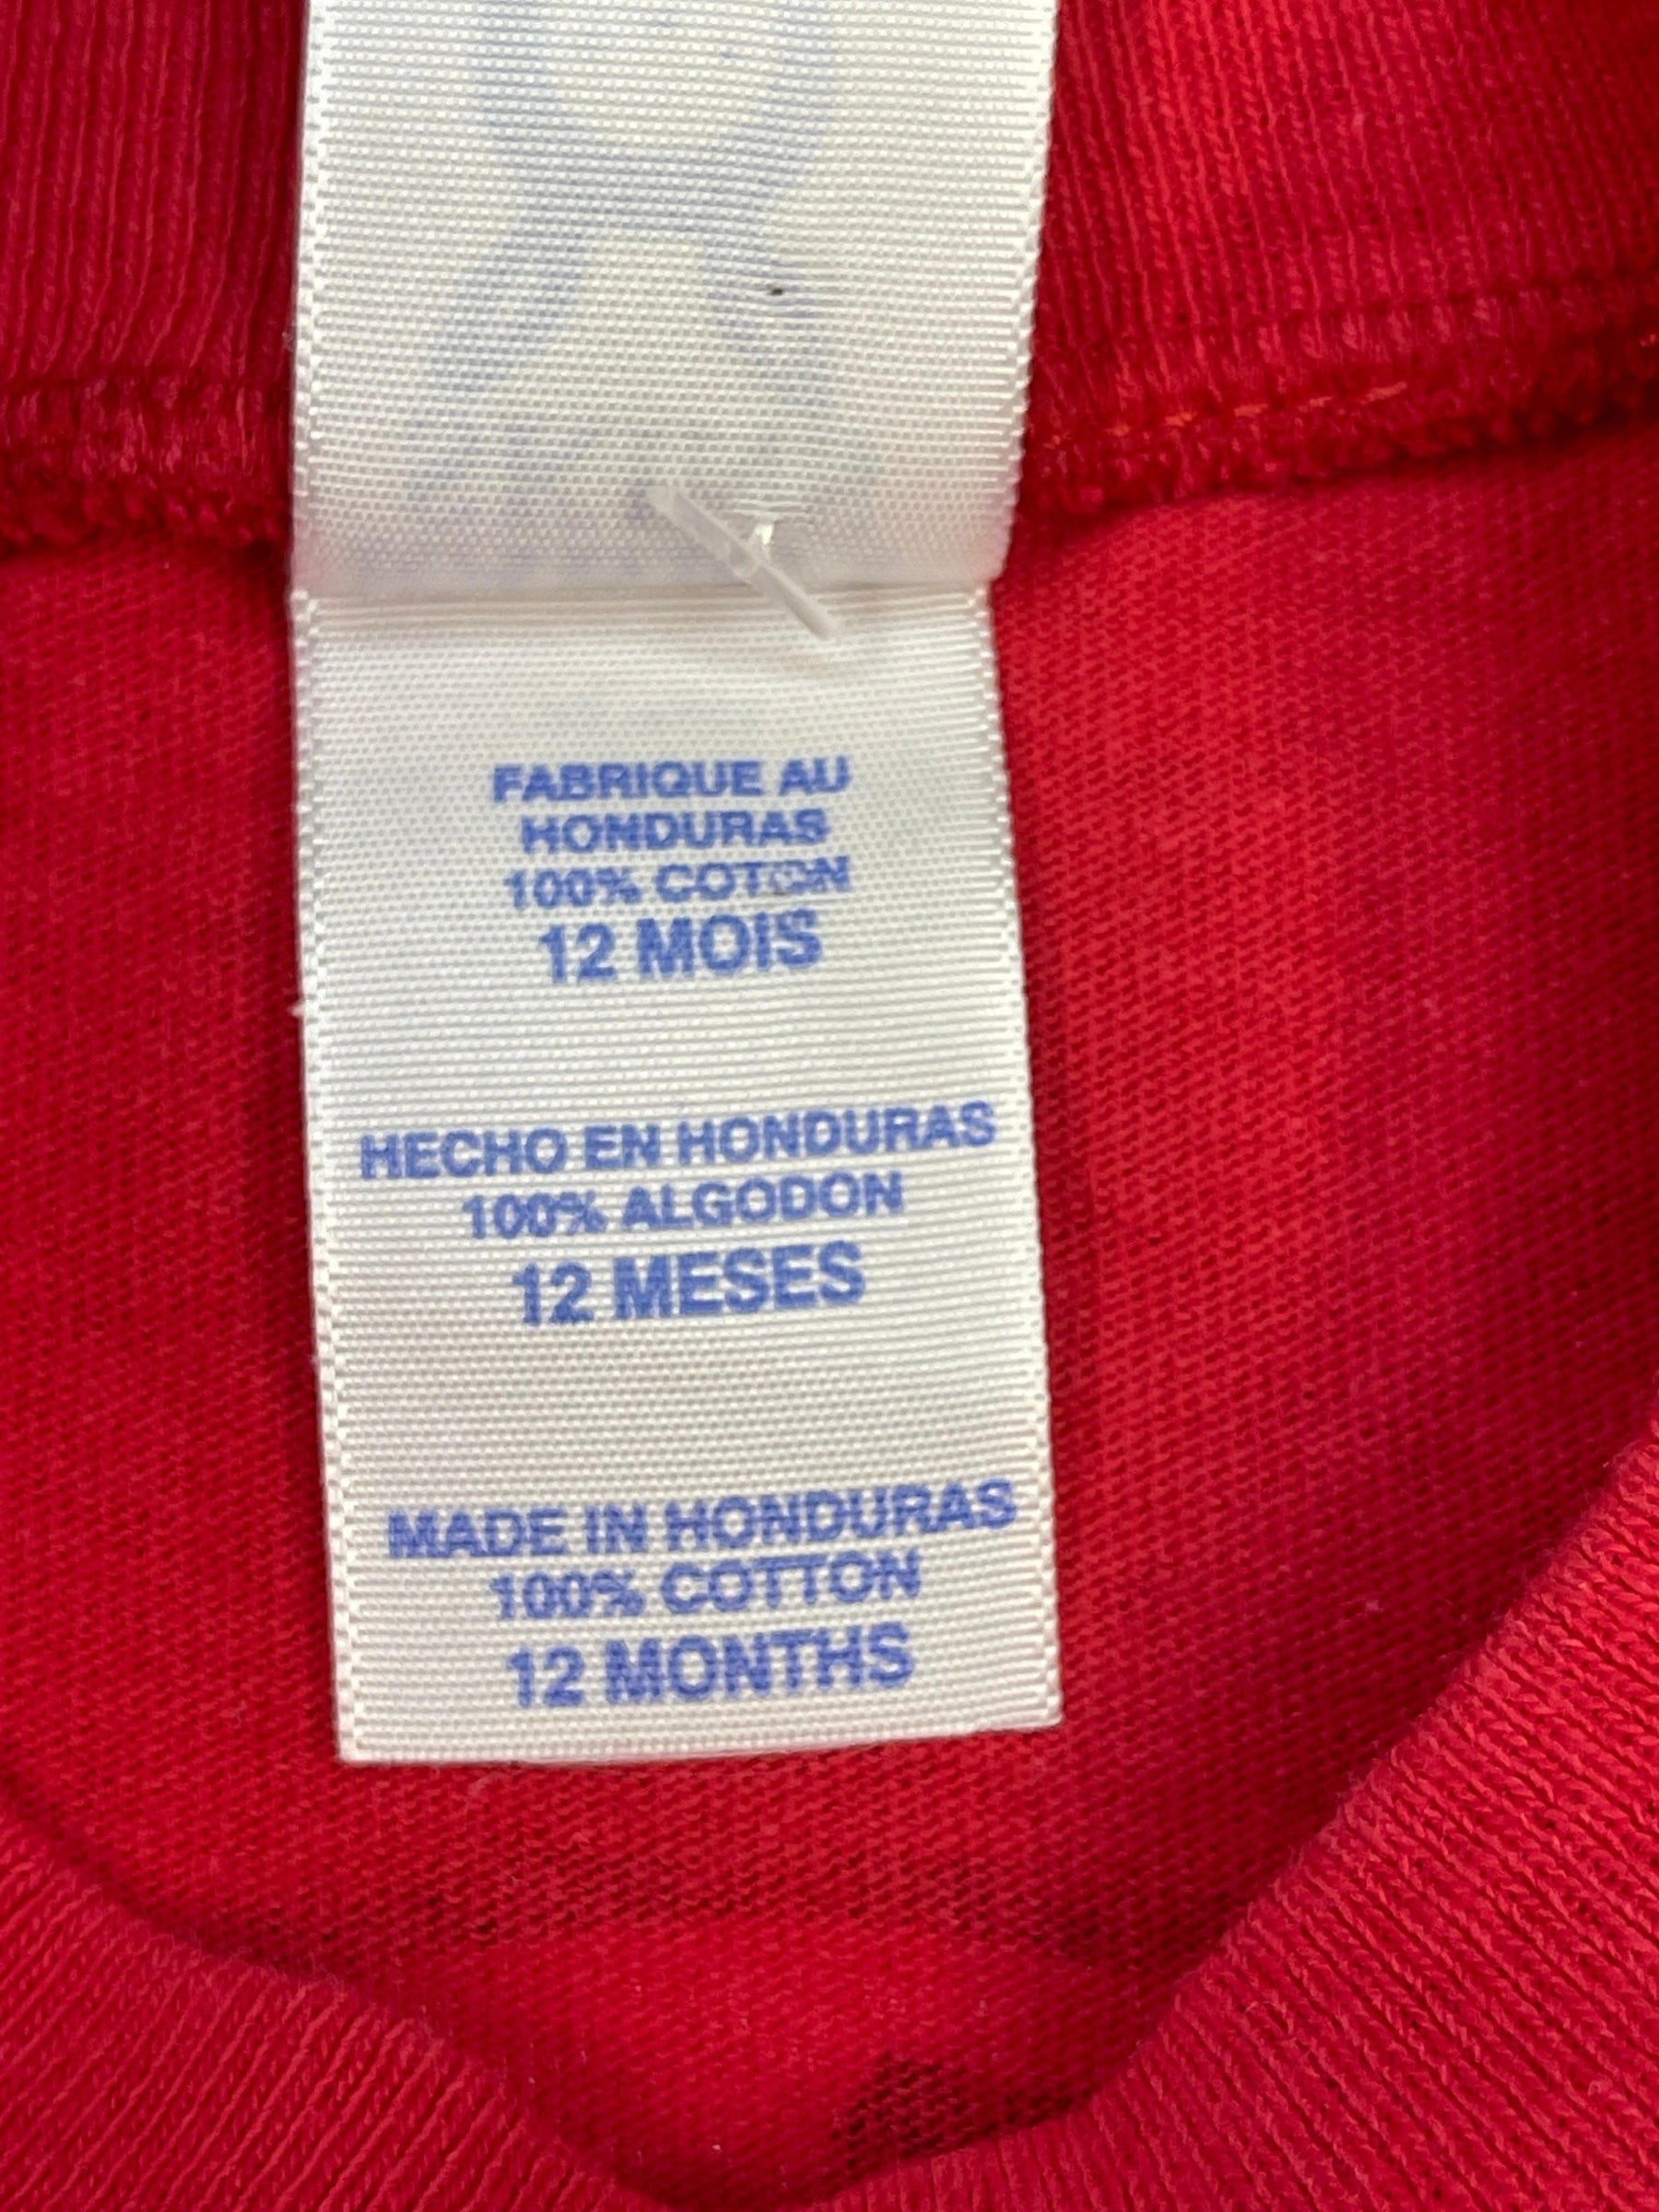 FABRIQUE AU
HONDURAS
100% COTON
12 MOIS
HECHO EN HONDURAS
100% ALGODON
12 MESES
MADE IN HONDURAS
100% COTTON
12 MONTHS